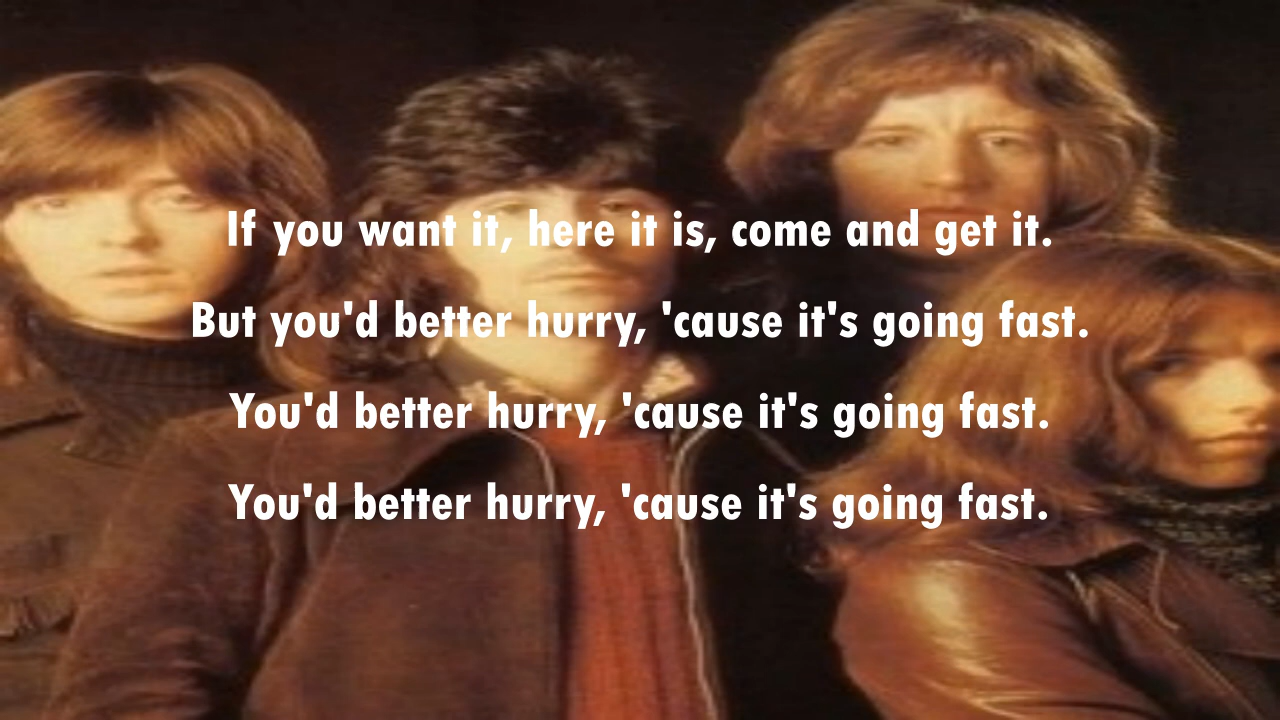 If you want it, here it is, come and get it.
But you'd better hurry, 'cause it's going fast.
You'd better hurry, 'cause it's going fast.
You'd better hurry, 'cause it's going fast.